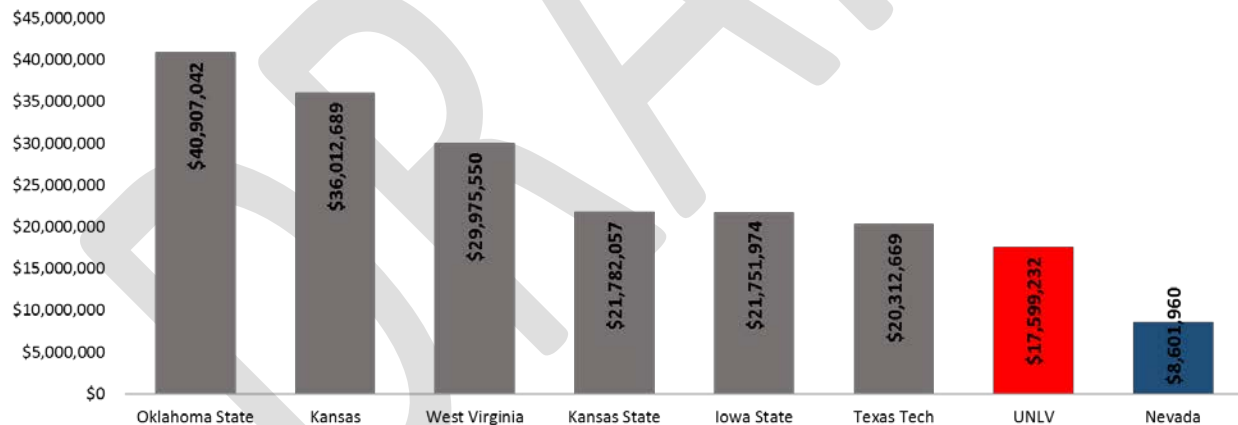 $45,000,000
$40,000,000
$35,000,000
$30,000,000
$25,000,000
$20,000,000
$15,000,000
$10,000,000
$5,000,000
$0
$40,907,042
$36,012,689
$29,975,550
$21,782,057
$21,751,974
$20,312,669
$17,599,232
$8,601,960
Oklahoma State
Kansas
West Virginia
Kansas State
Iowa State
Texas Tech
UNLV
Nevada